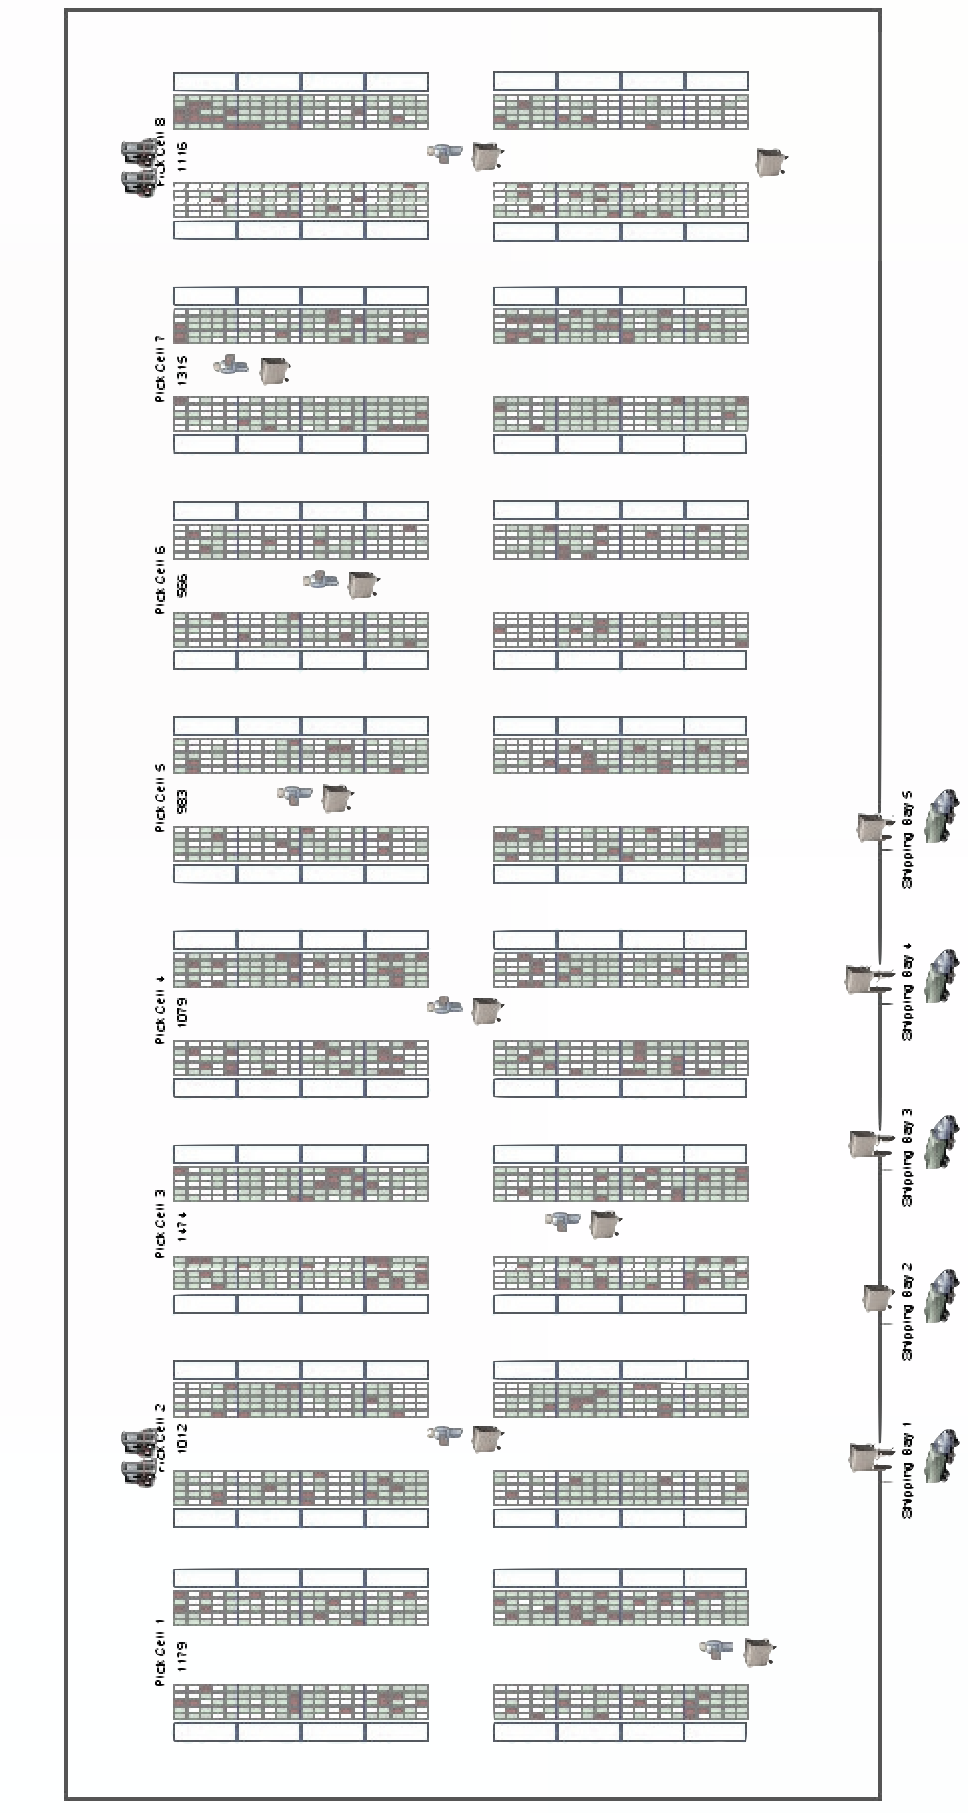 Pick Cell 8
1116
Pick Cell 7
1315
Pick Cell 6
566
Pick Cell 5
983
Pick Cell 4
1079
Pick Cell 3
1474
Pick Cell 2
1012
Pick Cell 1
1179
Shipping Bay 5
Shipping Bay 4
Shipping Bay 3
Shipping Bay 2
Shipping Bay 1